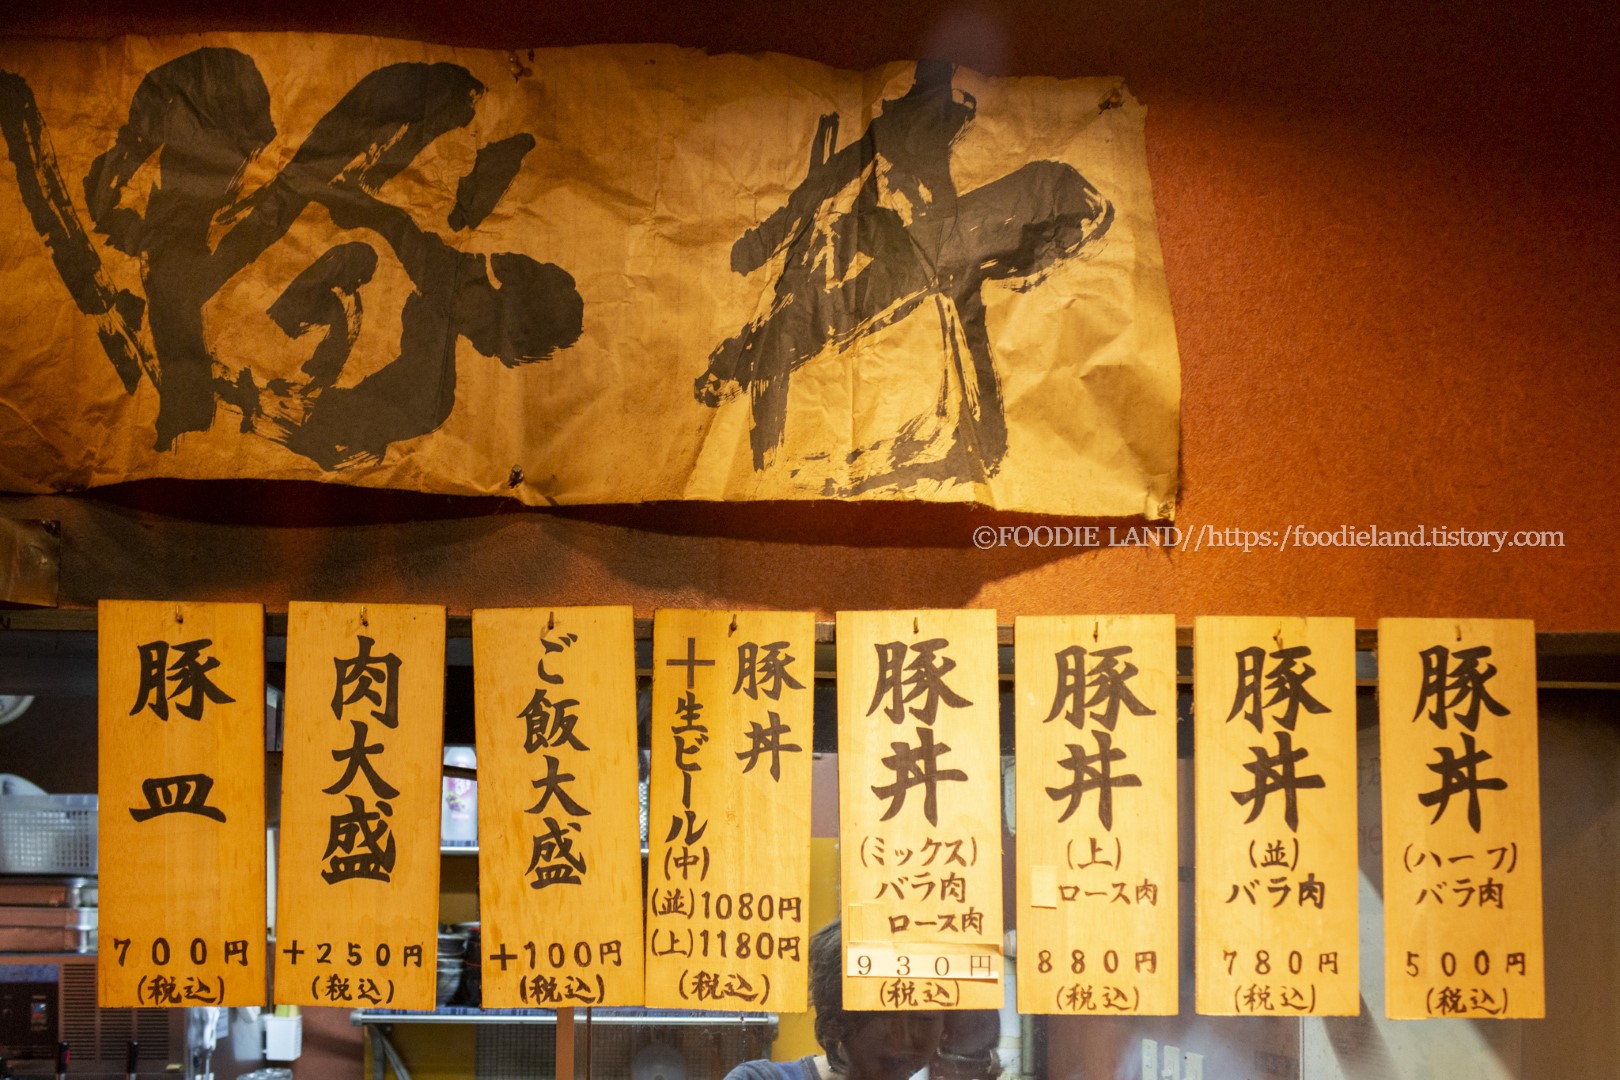 豚丼
©FOODIE LAND//https:/foodieland.tistory.com
豚丼
(ハーフ)
バラ肉
500円
(税込)
豚丼
(並)
バラ肉
780円
(税込)
豚丼
(上)
ロース肉
880円
(税込)
豚丼
(ミックス)
バラ肉
ロース肉
930円
(税込)
豚丼
+生ビール(中)
(並)1080円
(上)1180円
(税込)
ご飯大盛
+100円
(税込)
肉大盛
+250円
(税込)
豚皿
700円
(税込)